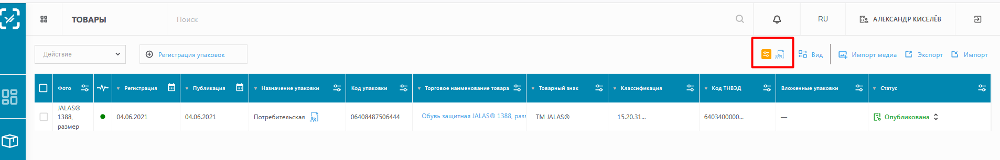 ТОВАРЫ
Поиск
RU
АЛЕКСАНДР КИСЕЛЁВ
Действие
Регистрация упаковок
Вид
Импорт медиа
Экспорт
Импорт
Фото
Регистрация
Публикация
Назначение упаковки
Код упаковки
Торговое наименование товара
Товарный знак
Классификация
Код ТНВЭД
Вложенные упаковки
Статус
JALAS®
1388,
размер
04.06.2021
04.06.2021
Потребительская
06408487506444
Обувь защитная JALAS® 1388, раз
ТМ JALAS®
15.20.31...
6403400000...
—
Опубликована